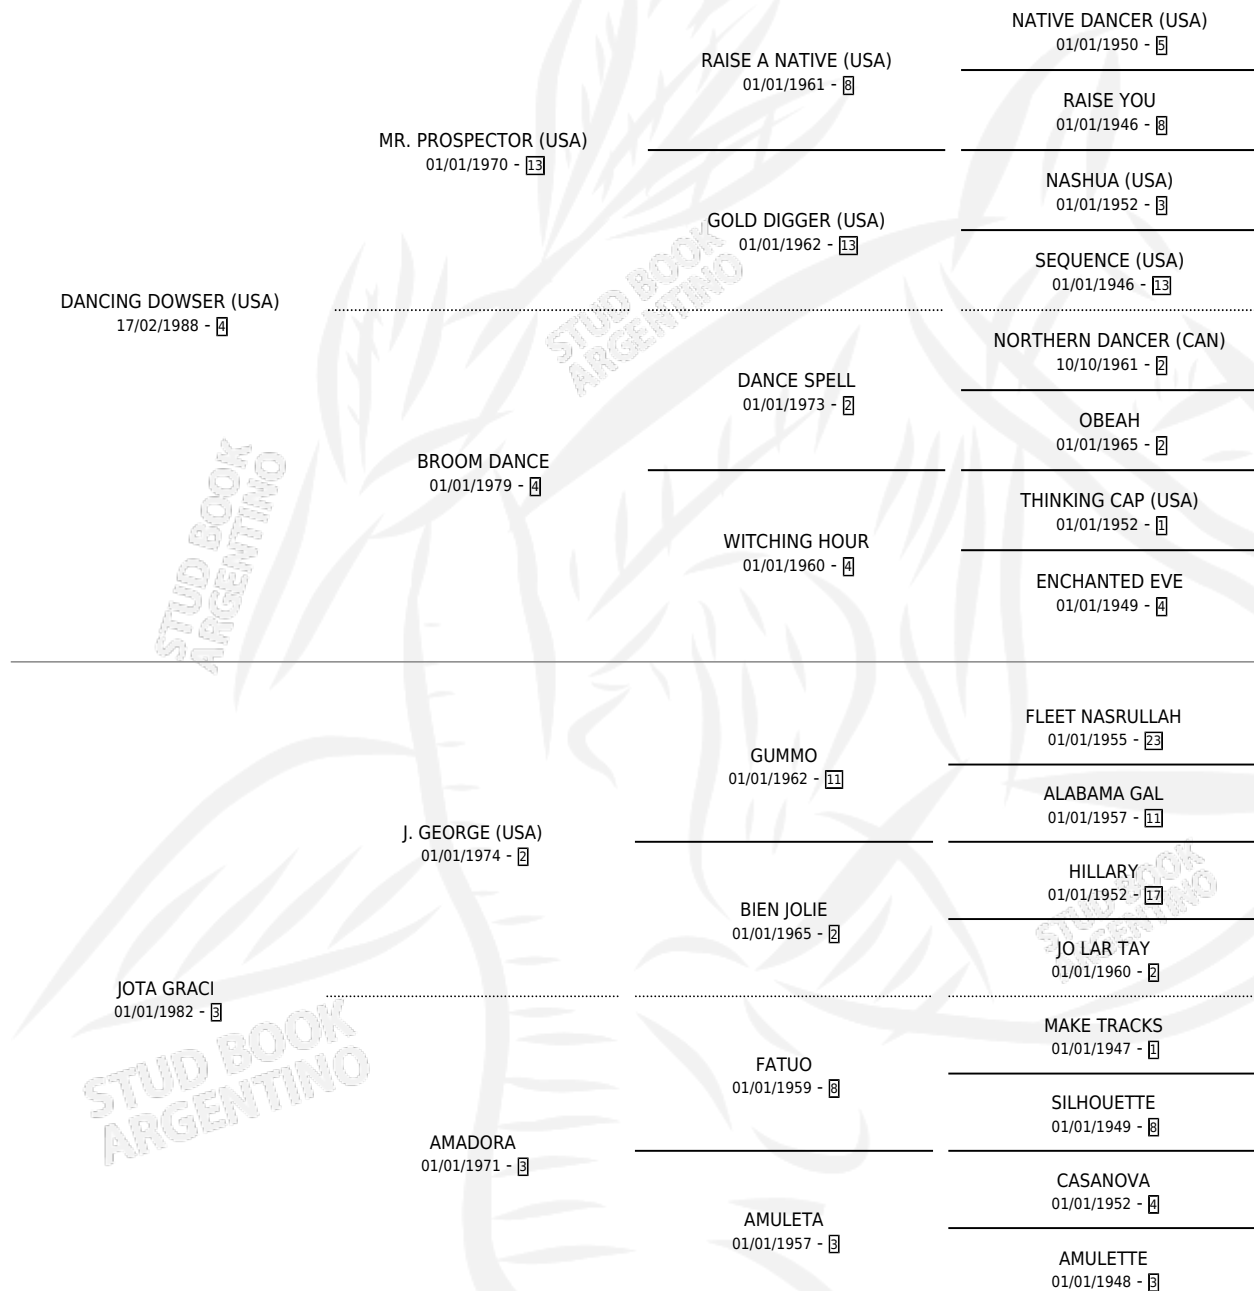 NATIVE DANCER (USA)
01/01/1950 - 5
RAISE A NATIVE (USA)
01/01/1961 - 8
RAISE YOU
01/01/1946 - 8
MR. PROSPECTOR (USA)
01/01/1970 - 13
NASHUA (USA)
01/01/1952 - 3
GOLD DIGGER (USA)
01/01/1962 - 13
SEQUENCE (USA)
01/01/1946 - 13
DANCING DOWSER (USA)
17/02/1988 - 4
NORTHERN DANCER (CAN)
10/10/1961 - 2
DANCE SPELL
01/01/1973 - 2
OBEAH
01/01/1965 - 2
BROOM DANCE
01/01/1979 - 4
THINKING CAP (USA)
01/01/1952 - 1
WITCHING HOUR
01/01/1960 - 4
ENCHANTED EVE
01/01/1949 - 4
FLEET NASRULLAH
01/01/1955 - 23
GUMMO
01/01/1962 - 11
ALABAMA GAL
01/01/1957 - 11
J. GEORGE (USA)
01/01/1974 - 2
HILLARY
01/01/1952 - 17
BIEN JOLIE
01/01/1965 - 2
JO LAR TAY
01/01/1960 - 2
JOTA GRACI
01/01/1982 - 3
MAKE TRACKS
01/01/1947 - 1
FATUO
01/01/1959 - 8
SILHOUETTE
01/01/1949 - 8
AMADORA
01/01/1971 - 3
CASANOVA
01/01/1952 - 4
AMULETA
01/01/1957 - 3
AMULETTE
01/01/1948 - 3
STUD BOOK
ARGENTINO
STUD BOOK
ARGENTINO
STUD BOOK
ARGENTINO
STUD BOOK
ARGENTINO